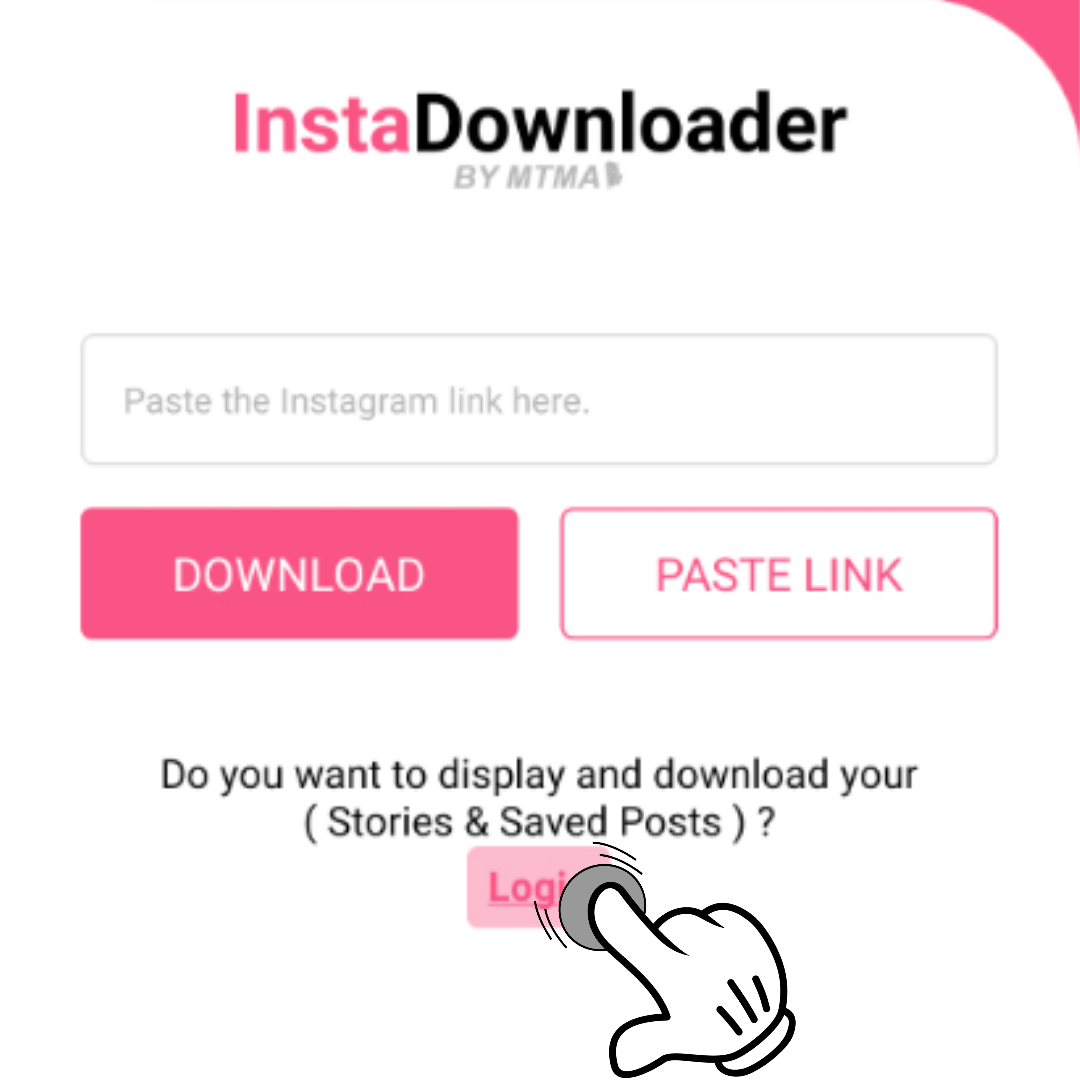 InstaDownloader
BY MTMA
Paste the Instagram link here.
DOWNLOAD
PASTE LINK
Do you want to display and download your
( Stories & Saved Posts ) ?
Logi